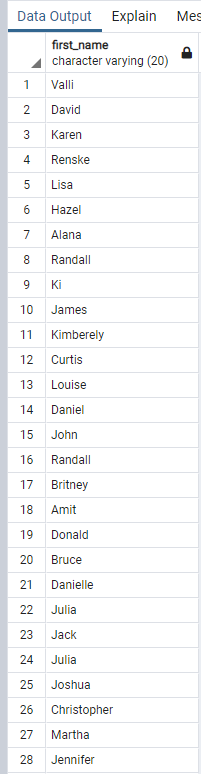 Data Output Explain Mes
first_name
character varying (20)
1 Valli
2 David
3 Karen
4 Renske
5 Lisa
6 Hazel
7 Alana
8 Randall
9 Ki
10 James
11 Kimberely
12 Curtis
13 Louise
14 Daniel
15 John
16 Randall
17 Britney
18 Amit
19 Donald
20 Bruce
21 Danielle
22 Julia
23 Jack
24 Julia
25 Joshua
26 Christopher
27 Martha
28 Jennifer